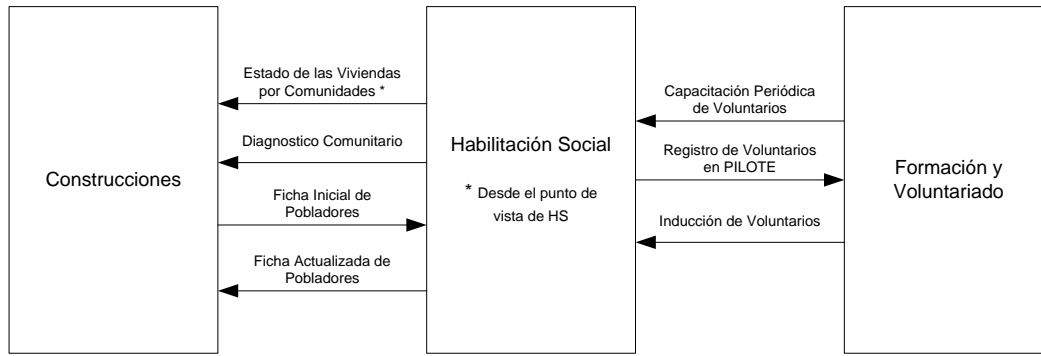 Construcciones
Estado de las Viviendas
por Comunidades *
Diagnostico Comunitario
Ficha Inicial de
Pobladores
Ficha Actualizada de
Pobladores
Habilitación Social
* Desde el punto de
vista de HS
Capacitación Periódica
de Voluntarios
Registro de Voluntarios
en PILOTE
Inducción de Voluntarios
Formación y
Voluntariado